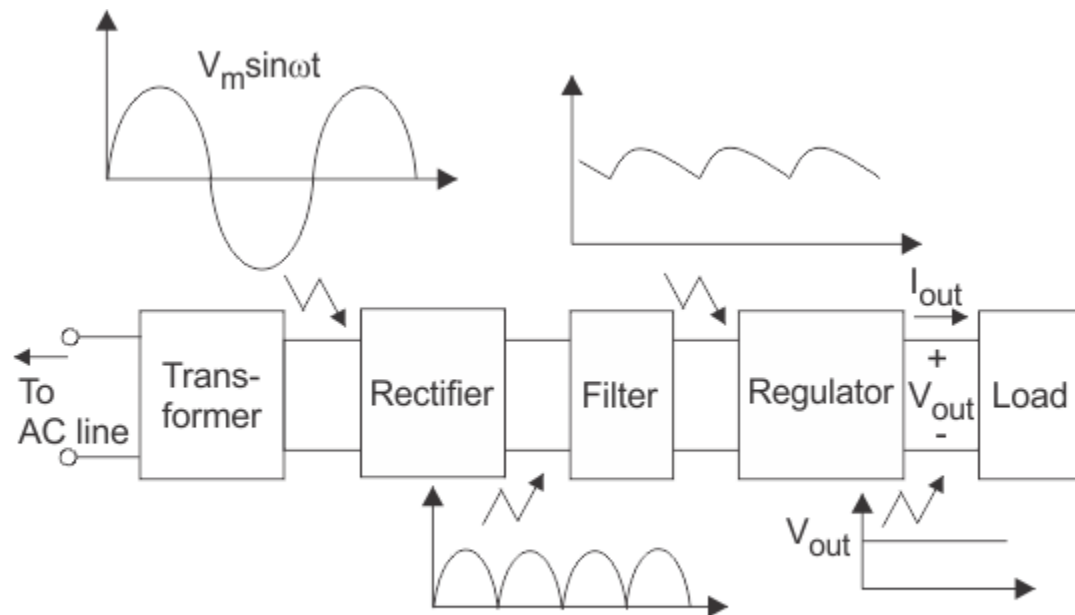 Vmsinωt
Iout
To
AC line
Trans-
former
Rectifier
Filter
Regulator
+
Vout
-
Load
Vout